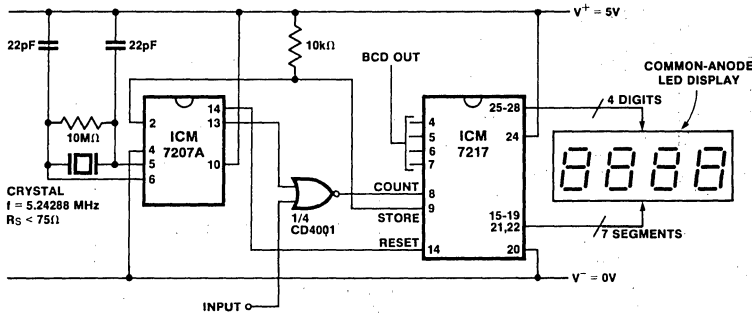 V+ = 5V
22pF
22pF
10kΩ
BCD OUT
COMMON-ANODE
LED DISPLAY
10MΩ
2
4
5
6
ICM
7207A
14
13
10
4
5
6
7
ICM
7217
25-28
24
4 DIGITS
8888
CRYSTAL
f = 5.24288 MHz
RS < 75Ω
1/4
CD4001
COUNT
STORE
RESET
8
9
14
15-19
21,22
20
7 SEGMENTS
V− = 0V
INPUT